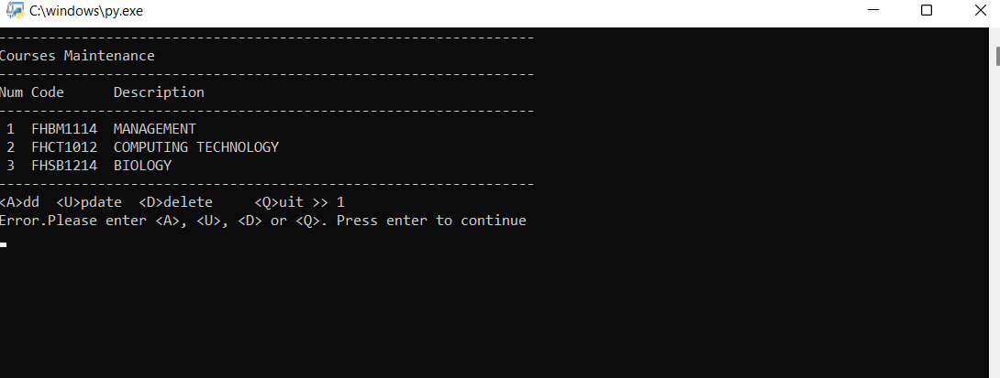 C:\windows\py.exe
-----------------------------------------------------------------
Courses Maintenance
-----------------------------------------------------------------
Num Code      Description
-----------------------------------------------------------------
 1  FHBM1114  MANAGEMENT
 2  FHCT1012  COMPUTING TECHNOLOGY
 3  FHSB1214  BIOLOGY
-----------------------------------------------------------------
<A>dd  <U>pdate  <D>delete     <Q>uit >> 1
Error.Please enter <A>, <U>, <D> or <Q>. Press enter to continue